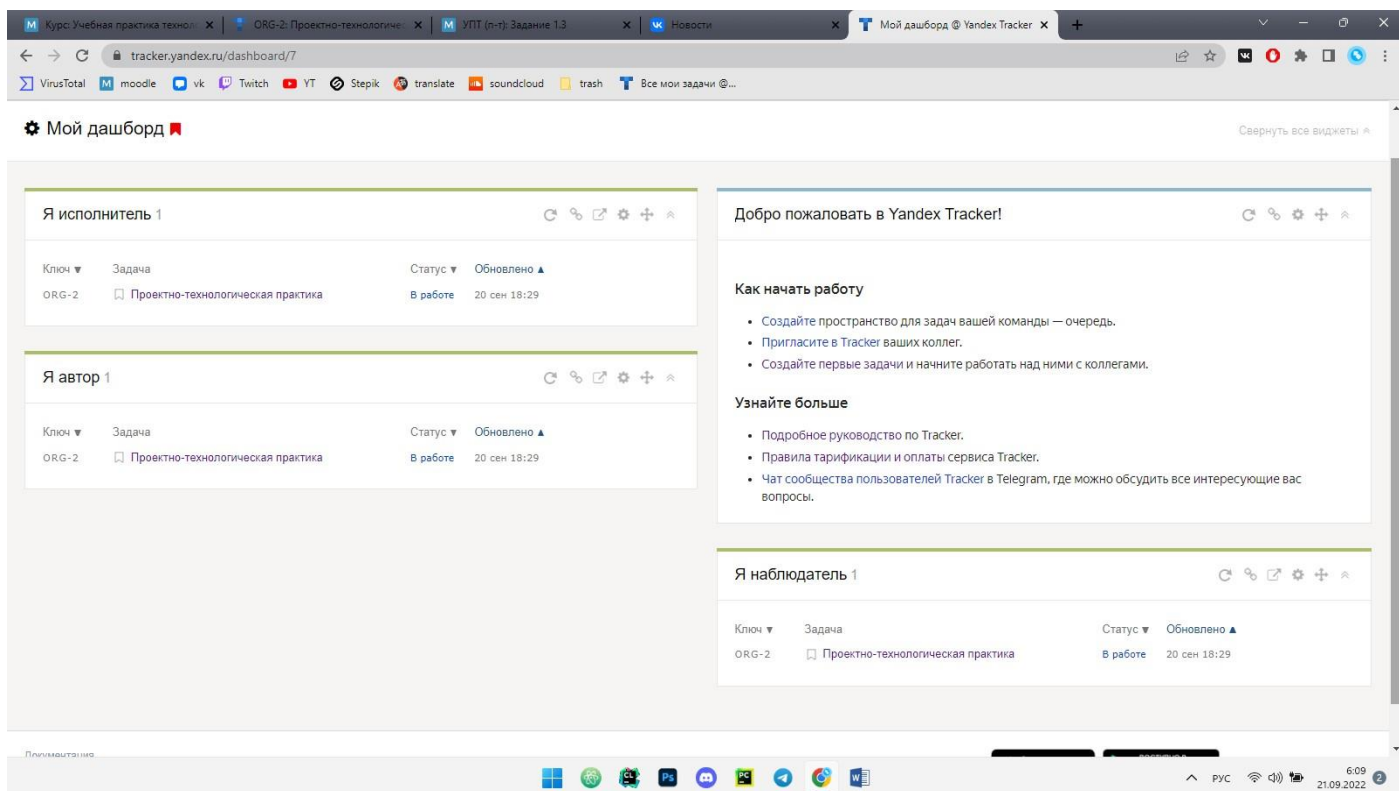 Курс: Учебная практика технол
ORG-2: Проектно-технологичес
УПТ (п-т): Задание 1.3
Новости
Мой дашборд @ Yandex Tracker
tracker.yandex.ru/dashboard/7
VirusTotal moodle vk Twitch YT Stepik translate soundcloud trash Все мои задачи @...
Мой дашборд
Свернуть все виджеты
Я исполнитель 1
Ключ ▼ Задача Статус ▼ Обновлено ▲
ORG-2 Проектно-технологическая практика В работе 20 сен 18:29
Я автор 1
Ключ ▼ Задача Статус ▼ Обновлено ▲
ORG-2 Проектно-технологическая практика В работе 20 сен 18:29
Добро пожаловать в Yandex Tracker!
Как начать работу
• Создайте пространство для задач вашей команды — очередь.
• Пригласите в Tracker ваших коллег.
• Создайте первые задачи и начните работать над ними с коллегами.
Узнайте больше
• Подробное руководство по Tracker.
• Правила тарификации и оплаты сервиса Tracker.
• Чат сообщества пользователей Tracker в Telegram, где можно обсудить все интересующие вас
вопросы.
Я наблюдатель 1
Ключ ▼ Задача Статус ▼ Обновлено ▲
ORG-2 Проектно-технологическая практика В работе 20 сен 18:29
Документация
РУС
6:09
21.09.2022
2